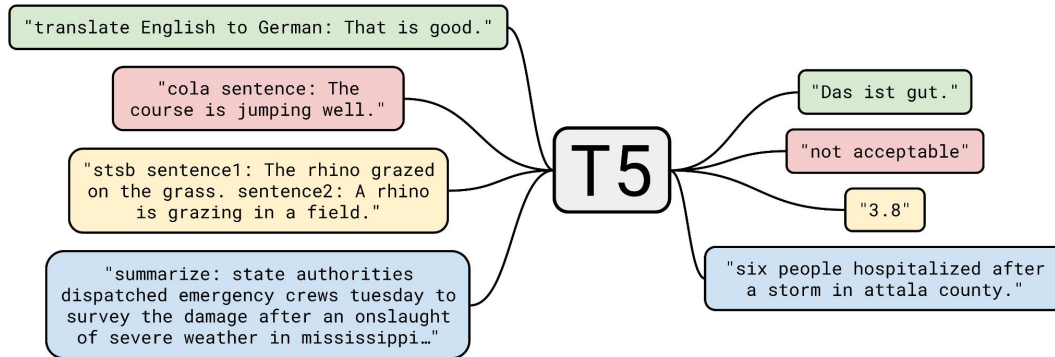 "translate English to German: That is good."
"cola sentence: The
course is jumping well."
"stsb sentence1: The rhino grazed
on the grass. sentence2: A rhino
is grazing in a field."
"summarize: state authorities
dispatched emergency crews tuesday to
survey the damage after an onslaught
of severe weather in mississippi…"
T5
"Das ist gut."
"not acceptable"
"3.8"
"six people hospitalized after
a storm in attala county."